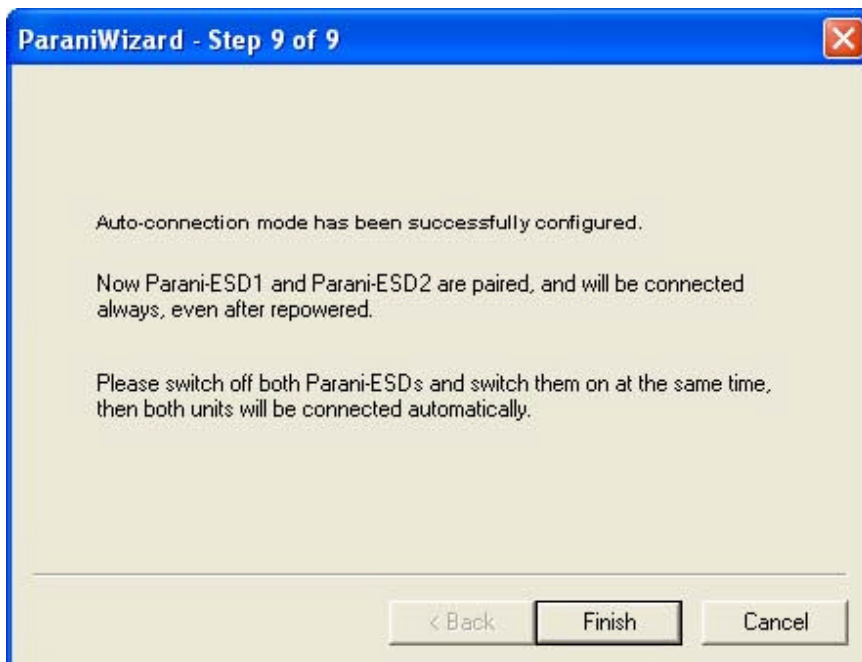 ParaniWizard - Step 9 of 9
Auto-connection mode has been successfully configured.
Now Parani-ESD1 and Parani-ESD2 are paired, and will be connected
always, even after repowered.
Please switch off both Parani-ESDs and switch them on at the same time,
then both units will be connected automatically.
< Back Finish Cancel